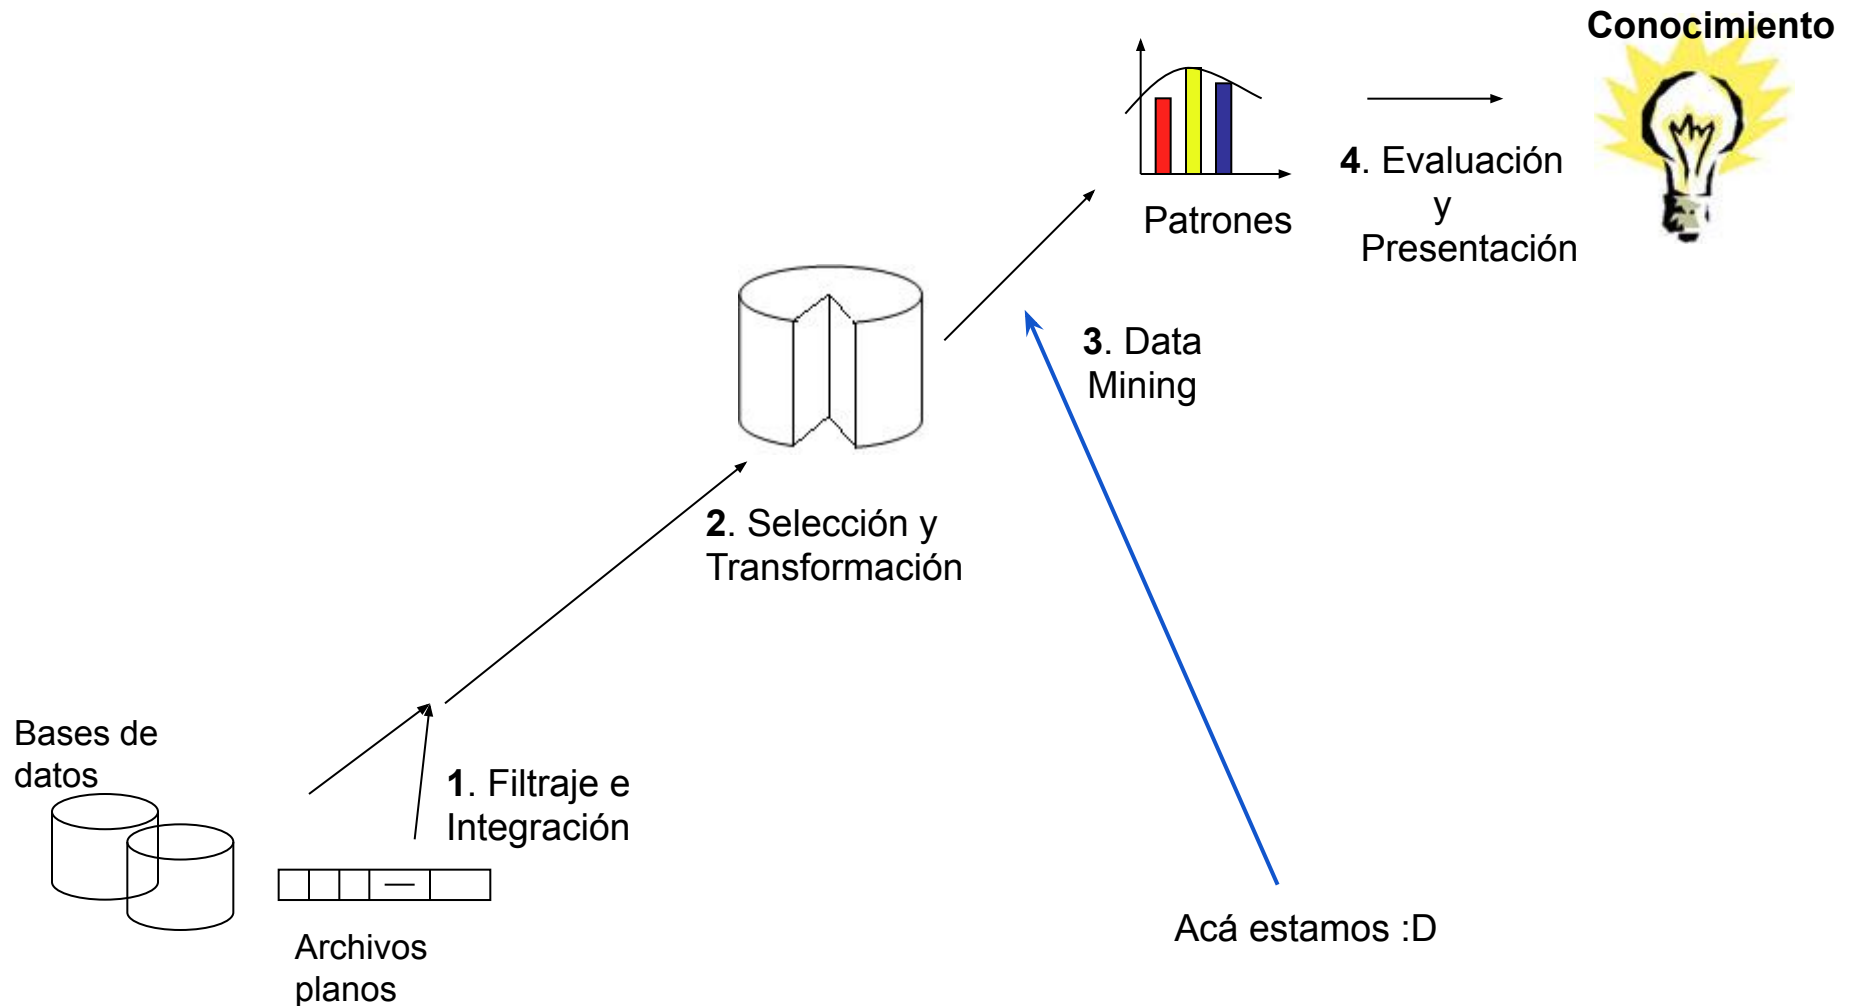 Conocimiento
4. Evaluación
y
Presentación
Patrones
3. Data
Mining
2. Selección y
Transformación
Bases de
datos
1. Filtraje e
Integración
Archivos
planos
Acá estamos :D